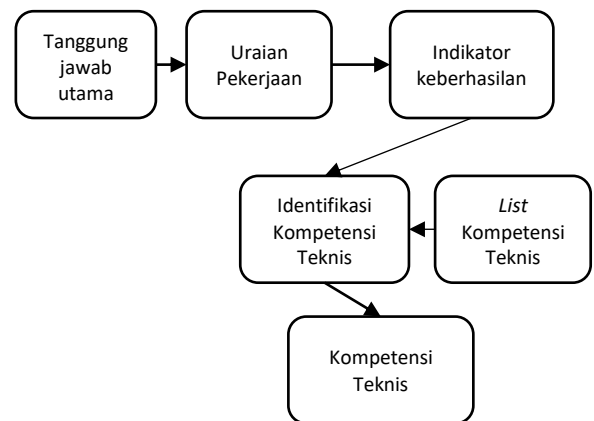 Tanggung
jawab
utama
Uraian
Pekerjaan
Indikator
keberhasilan
Identifikasi
Kompetensi
Teknis
List
Kompetensi
Teknis
Kompetensi
Teknis